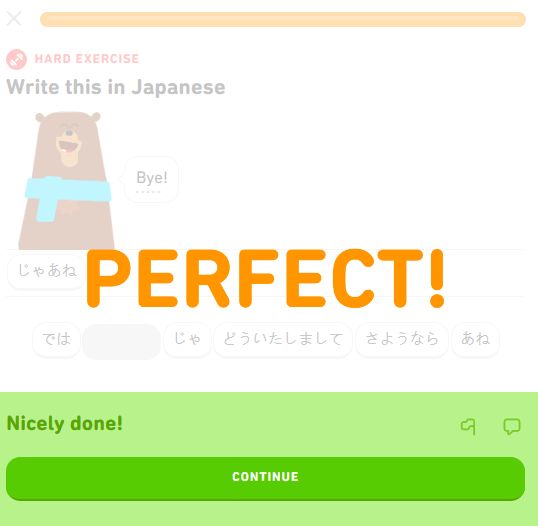 HARD EXERCISE
Write this in Japanese
Bye!
じゃあね
PERFECT!
では じゃ どういたしまして さようなら あね
Nicely done!
CONTINUE